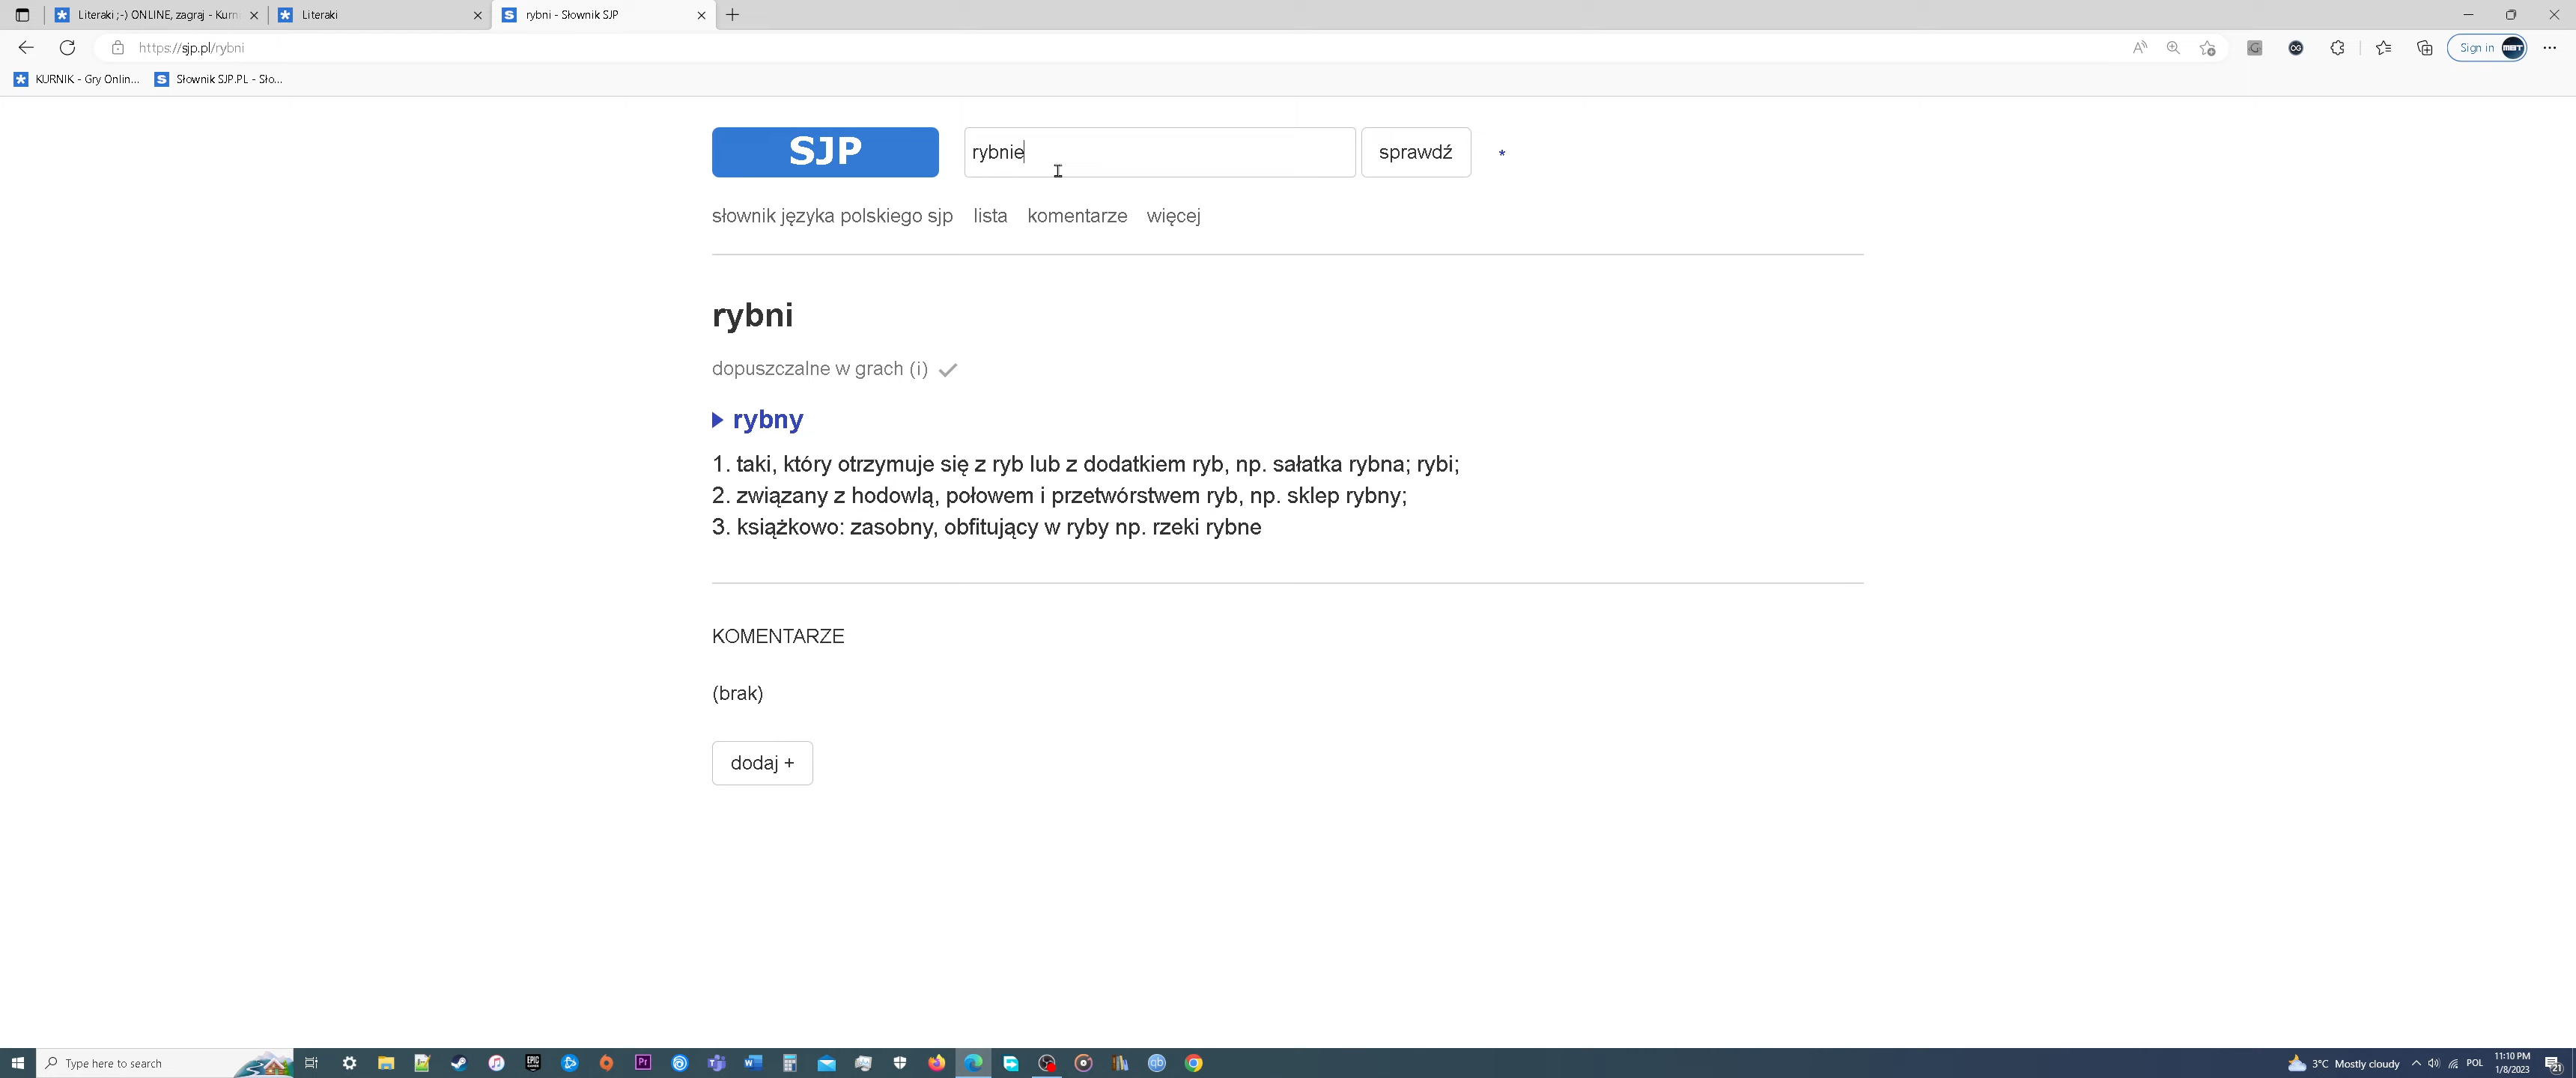 Literaki ;-) ONLINE, zagraj - Kurni
Literaki
rybni - Słownik SJP
https://sjp.pl/rybni
Sign in
KURNIK - Gry Onlin...
Słownik SJP.PL - Sło...
SJP
rybnie
sprawdź
*
słownik języka polskiego sjp
lista
komentarze
więcej
rybni
dopuszczalne w grach (i)
rybny
1. taki, który otrzymuje się z ryb lub z dodatkiem ryb, np. sałatka rybna; rybi;
2. związany z hodowlą, połowem i przetwórstwem ryb, np. sklep rybny;
3. książkowo: zasobny, obfitujący w ryby np. rzeki rybne
KOMENTARZE
(brak)
dodaj +
Type here to search
3°C Mostly cloudy
POL
11:10 PM
1/8/2023
21